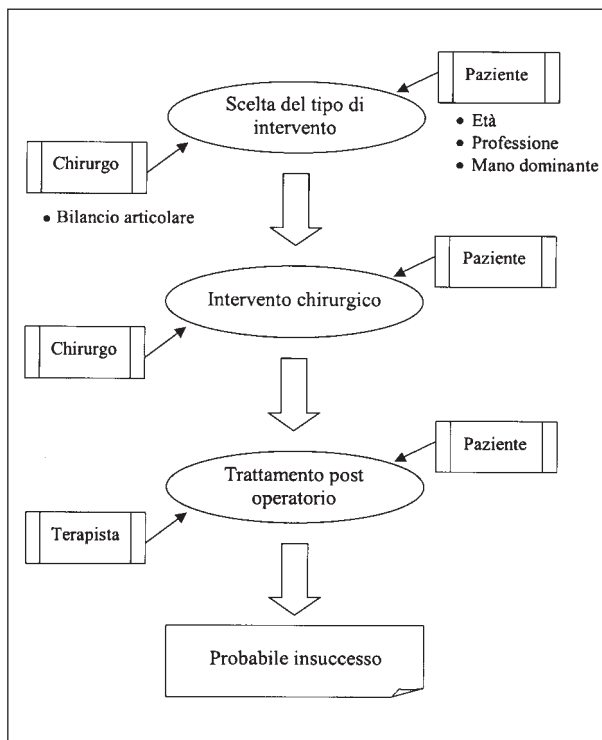 Paziente
Scelta del tipo di
intervento
• Età
• Professione
• Mano dominante
Chirurgo
• Bilancio articolare
Paziente
Intervento chirurgico
Chirurgo
Paziente
Trattamento post
operatorio
Terapista
Probabile insuccesso